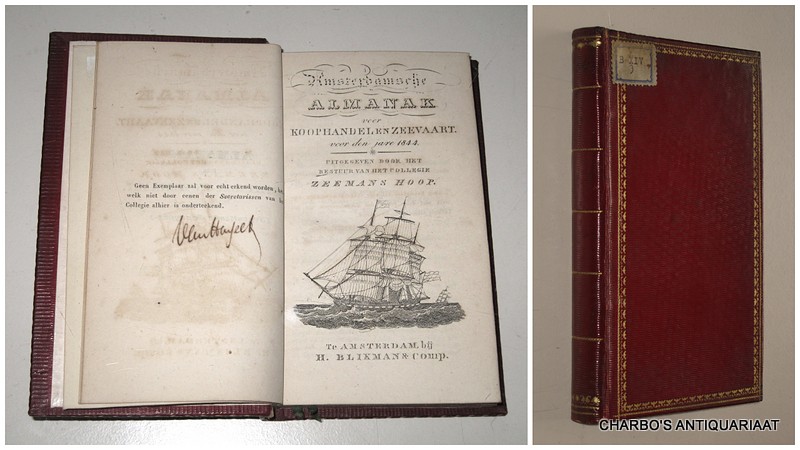 Geen Exemplaar zal voor echt erkend worden,
welk niet door eenen der Secretarissen van
Collegie alhier is onderteekend.
Amsterdamsche
ALMANAK
voor
KOOPHANDEL EN ZEEVAART.
voor den jare 1844.
UITGEGEVEN DOOR HET
BESTUUR VAN HET COLLEGIE
ZEEMANS HOOP.
Te AMSTERDAM, bij
H. BLIKMAN & Comp.
CHARBO'S ANTIQUARIAAT